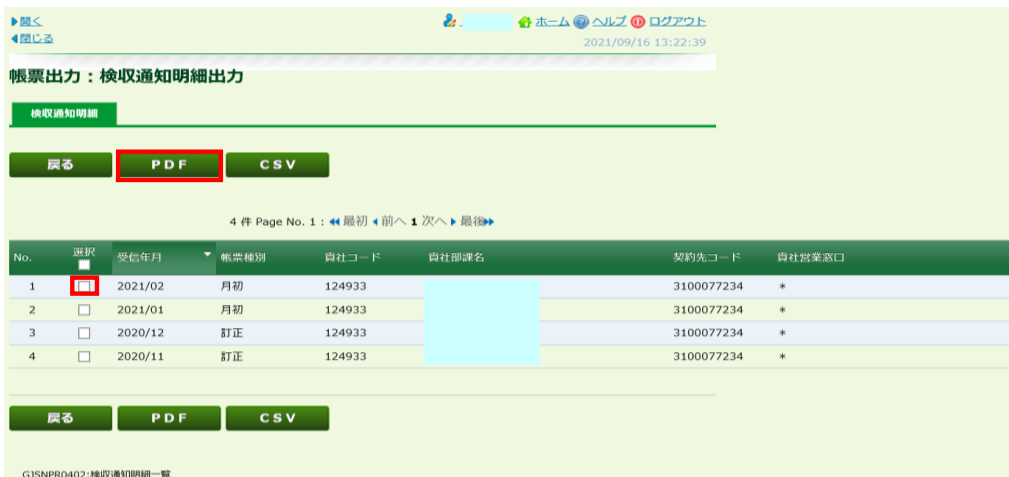 開く ホーム ヘルプ ログアウト
閉じる 2021/09/16 13:22:39
帳票出力：検収通知明細出力
検収通知明細
戻る PDF CSV
4 件 Page No. 1 : 最初 前へ 1 次へ 最後
No. 選択 受信年月 帳票種別 貴社コード 貴社部課名 契約先コード 貴社営業窓口
1 2021/02 月初 124933 3100077234 *
2 2021/01 月初 124933 3100077234 *
3 2020/12 訂正 124933 3100077234 *
4 2020/11 訂正 124933 3100077234 *
戻る PDF CSV
GJSNPR0402:検収通知明細一覧